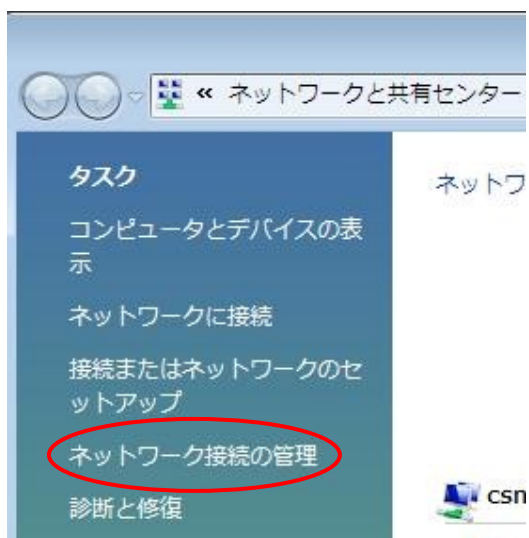 « ネットワークと共有センター
タスク
ネットワ
コンピュータとデバイスの表
示
ネットワークに接続
接続またはネットワークのセ
ットアップ
ネットワーク接続の管理
診断と修復
csn